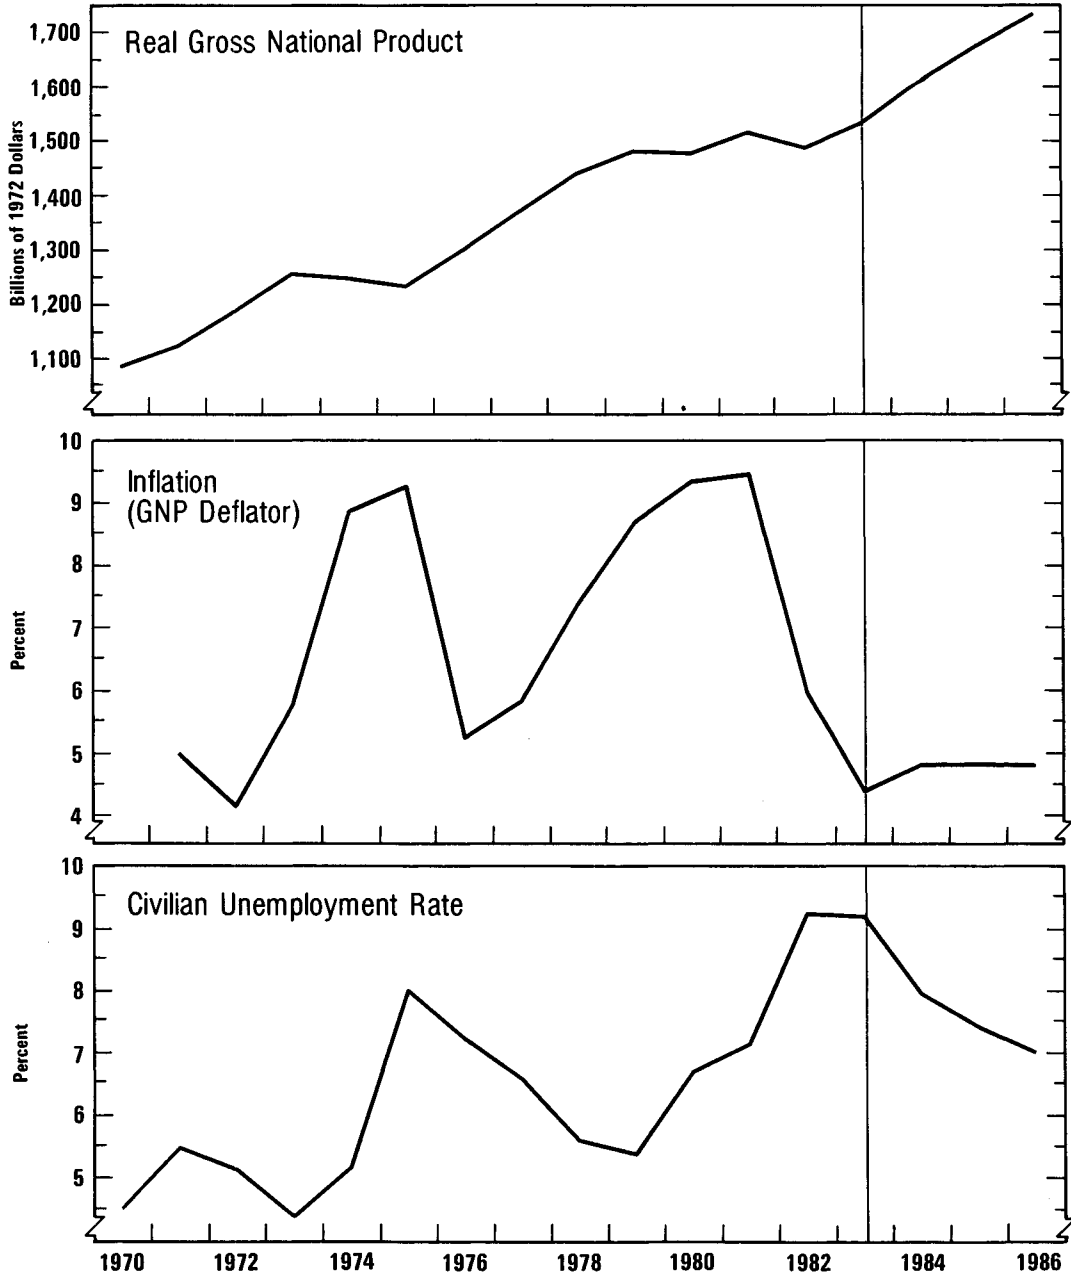 Real Gross National Product
Billions of 1972 Dollars
1,700
1,600
1,500
1,400
1,300
1,200
1,100
Inflation
(GNP Deflator)
Percent
10
9
8
7
6
5
4
Civilian Unemployment Rate
Percent
10
9
8
7
6
5
1970 1972 1974 1976 1978 1980 1982 1984 1986